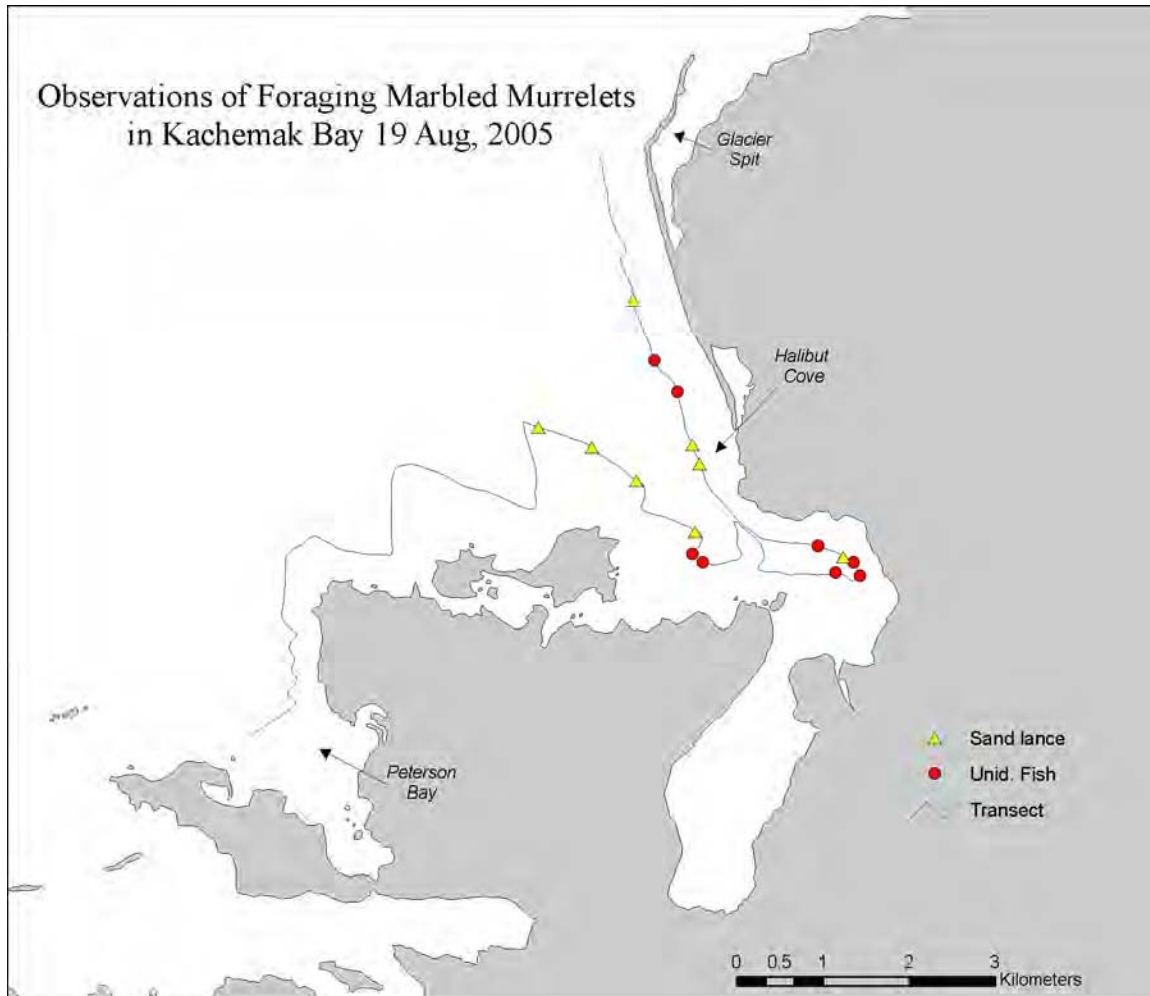 Observations of Foraging Marbled Murrelets
in Kachemak Bay 19 Aug, 2005
Glacier
Spit
Halibut
Cove
Peterson
Bay
Sand lance
Unid. Fish
Transect
0 0.5 1 2 3
Kilometers